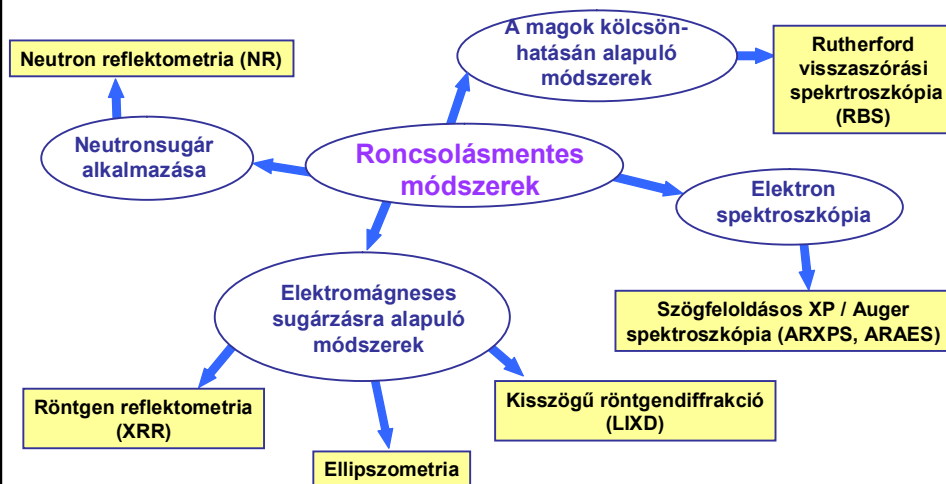 A magok kölcsön-
hatásán alapuló
módszerek
Rutherford
visszaszórási
spekrtroszkópia
(RBS)
Neutron reflektometria (NR)
Neutronsugár
alkalmazása
Roncsolásmentes
módszerek
Elektron
spektroszkópia
Elektromágneses
sugárzásra alapuló
módszerek
Szögfeloldásos XP / Auger
spektroszkópia (ARXPS, ARAES)
Röntgen reflektometria
(XRR)
Kisszögű röntgendiffrakció
(LIXD)
Ellipszometria